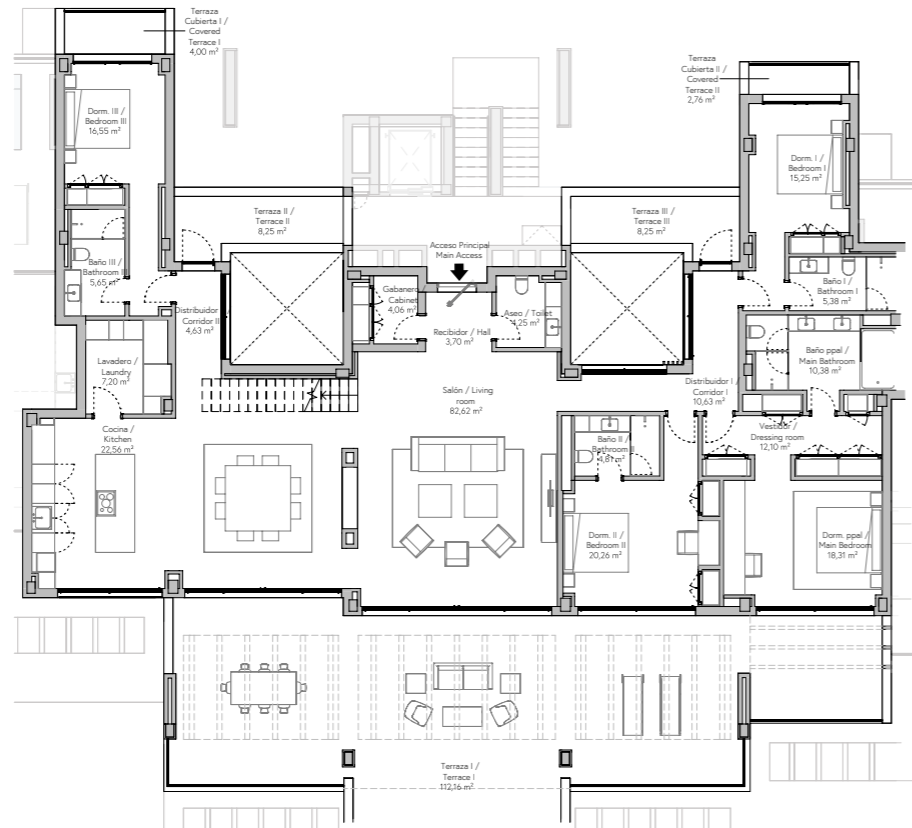 Terraza
Cubierta I /
Covered
Terrace I
4,00 m²
Terraza
Cubierta II /
Covered
Terrace II
2,76 m²
Dorm. III /
Bedroom III
16,55 m²
Dorm. I /
Bedroom I
15,25 m²
Terraza II /
Terrace II
8,25 m²
Terraza III /
Terrace III
8,25 m²
Acceso Principal
Main Access
Baño III /
Bathroom III
5,65 m²
Distribuidor
Corridor II
4,63 m²
Gabanero /
Cabinet
4,06 m²
Recibidor / Hall
3,70 m²
Aseo / Toilet
4,25 m²
Baño I /
Bathroom I
5,38 m²
Lavadero /
Laundry
7,20 m²
Baño ppal /
Main Bathroom
10,38 m²
Salón / Living
room
82,62 m²
Distribuidor I /
Corridor I
10,63 m²
Cocina /
Kitchen
22,56 m²
Baño II /
Bathroom II
4,81 m²
Vestidor /
Dressing room
12,10 m²
Dorm. II /
Bedroom II
20,26 m²
Dorm. ppal /
Main Bedroom
18,31 m²
Terraza I /
Terrace I
112,16 m²